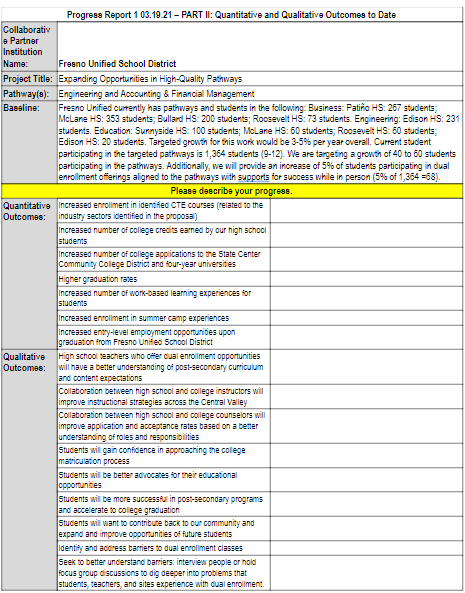 Progress Report 1 03.19.21 – PART II: Quantitative and Qualitative Outcomes to Date
Collaborativ
e Partner
Institution
Name:
Fresno Unified School District
Project Title: Expanding Opportunities in High-Quality Pathways
Pathway(s): Engineering and Accounting & Financial Management
Baseline:
Fresno Unified currently has pathways and students in the following: Business: Patiño HS: 267 students;
McLane HS: 353 students; Bullard HS: 200 students; Roosevelt HS: 73 students. Engineering: Edison HS: 231
students. Education: Sunnyside HS: 100 students; McLane HS: 60 students; Roosevelt HS: 60 students;
Edison HS: 20 students. Targeted growth for this work would be 3-5% per year overall. Current student
participating in the targeted pathways is 1,364 students (9-12). We are targeting a growth of 40 to 60 students
participating in the pathways. Additionally, we will provide an increase of 5% of students participating in dual
enrollment offerings aligned to the pathways with supports for success while in person (5% of 1,364 =68).
Please describe your progress.
Quantitative
Outcomes:
Increased enrollment in identified CTE courses (related to the
industry sectors identified in the proposal)
Increased number of college credits earned by our high school
students
Increased number of college applications to the State Center
Community College District and four-year universities
Higher graduation rates
Increased number of work-based learning experiences for
students
Increased enrollment in summer camp experiences
Increased entry-level employment opportunities upon
graduation from Fresno Unified School District
Qualitative
Outcomes:
High school teachers who offer dual enrollment opportunities
will have a better understanding of post-secondary curriculum
and content expectations
Collaboration between high school and college instructors will
improve instructional strategies across the Central Valley
Collaboration between high school and college counselors will
improve application and acceptance rates based on a better
understanding of roles and responsibilities
Students will gain confidence in approaching the college
matriculation process
Students will be better advocates for their educational
opportunities
Students will be more successful in post-secondary programs
and accelerate to college graduation
Students will want to contribute back to our community and
expand and improve opportunities of future students
Identify and address barriers to dual enrollment classes
Seek to better understand barriers: interview people or hold
focus group discussions to dig deeper into problems that
students, teachers, and sites experience with dual enrollment.